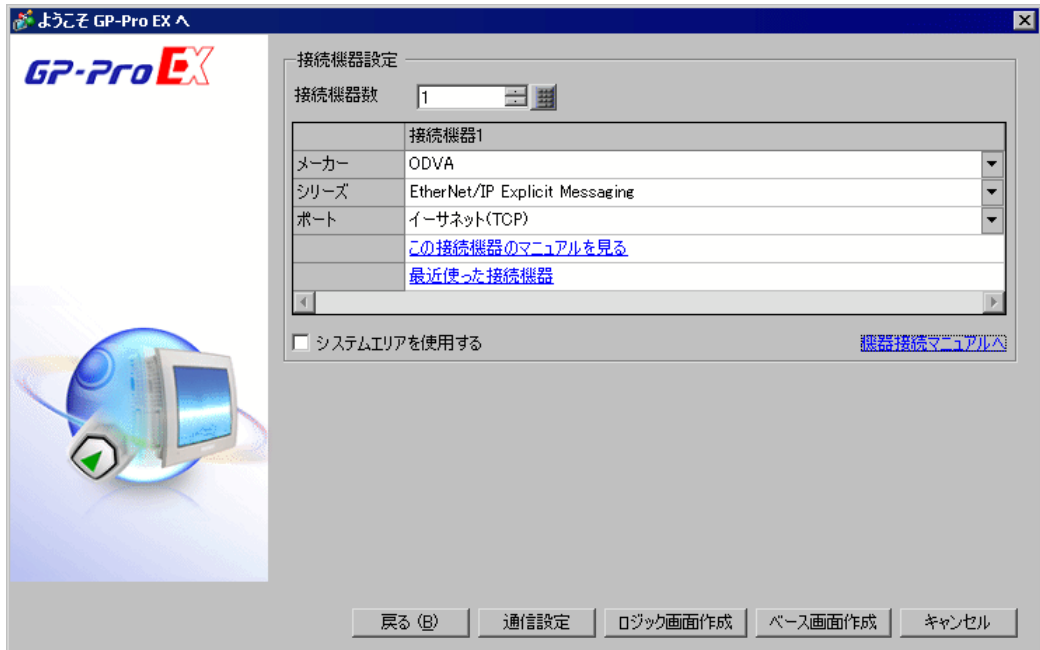 ようこそ GP-Pro EX へ
GP-Pro EX
接続機器設定
接続機器数 1
接続機器1
メーカー ODVA
シリーズ EtherNet/IP Explicit Messaging
ポート イーサネット(TCP)
この接続機器のマニュアルを見る
最近使った接続機器
システムエリアを使用する 機器接続マニュアルへ
戻る (B) 通信設定 ロジック画面作成 ベース画面作成 キャンセル